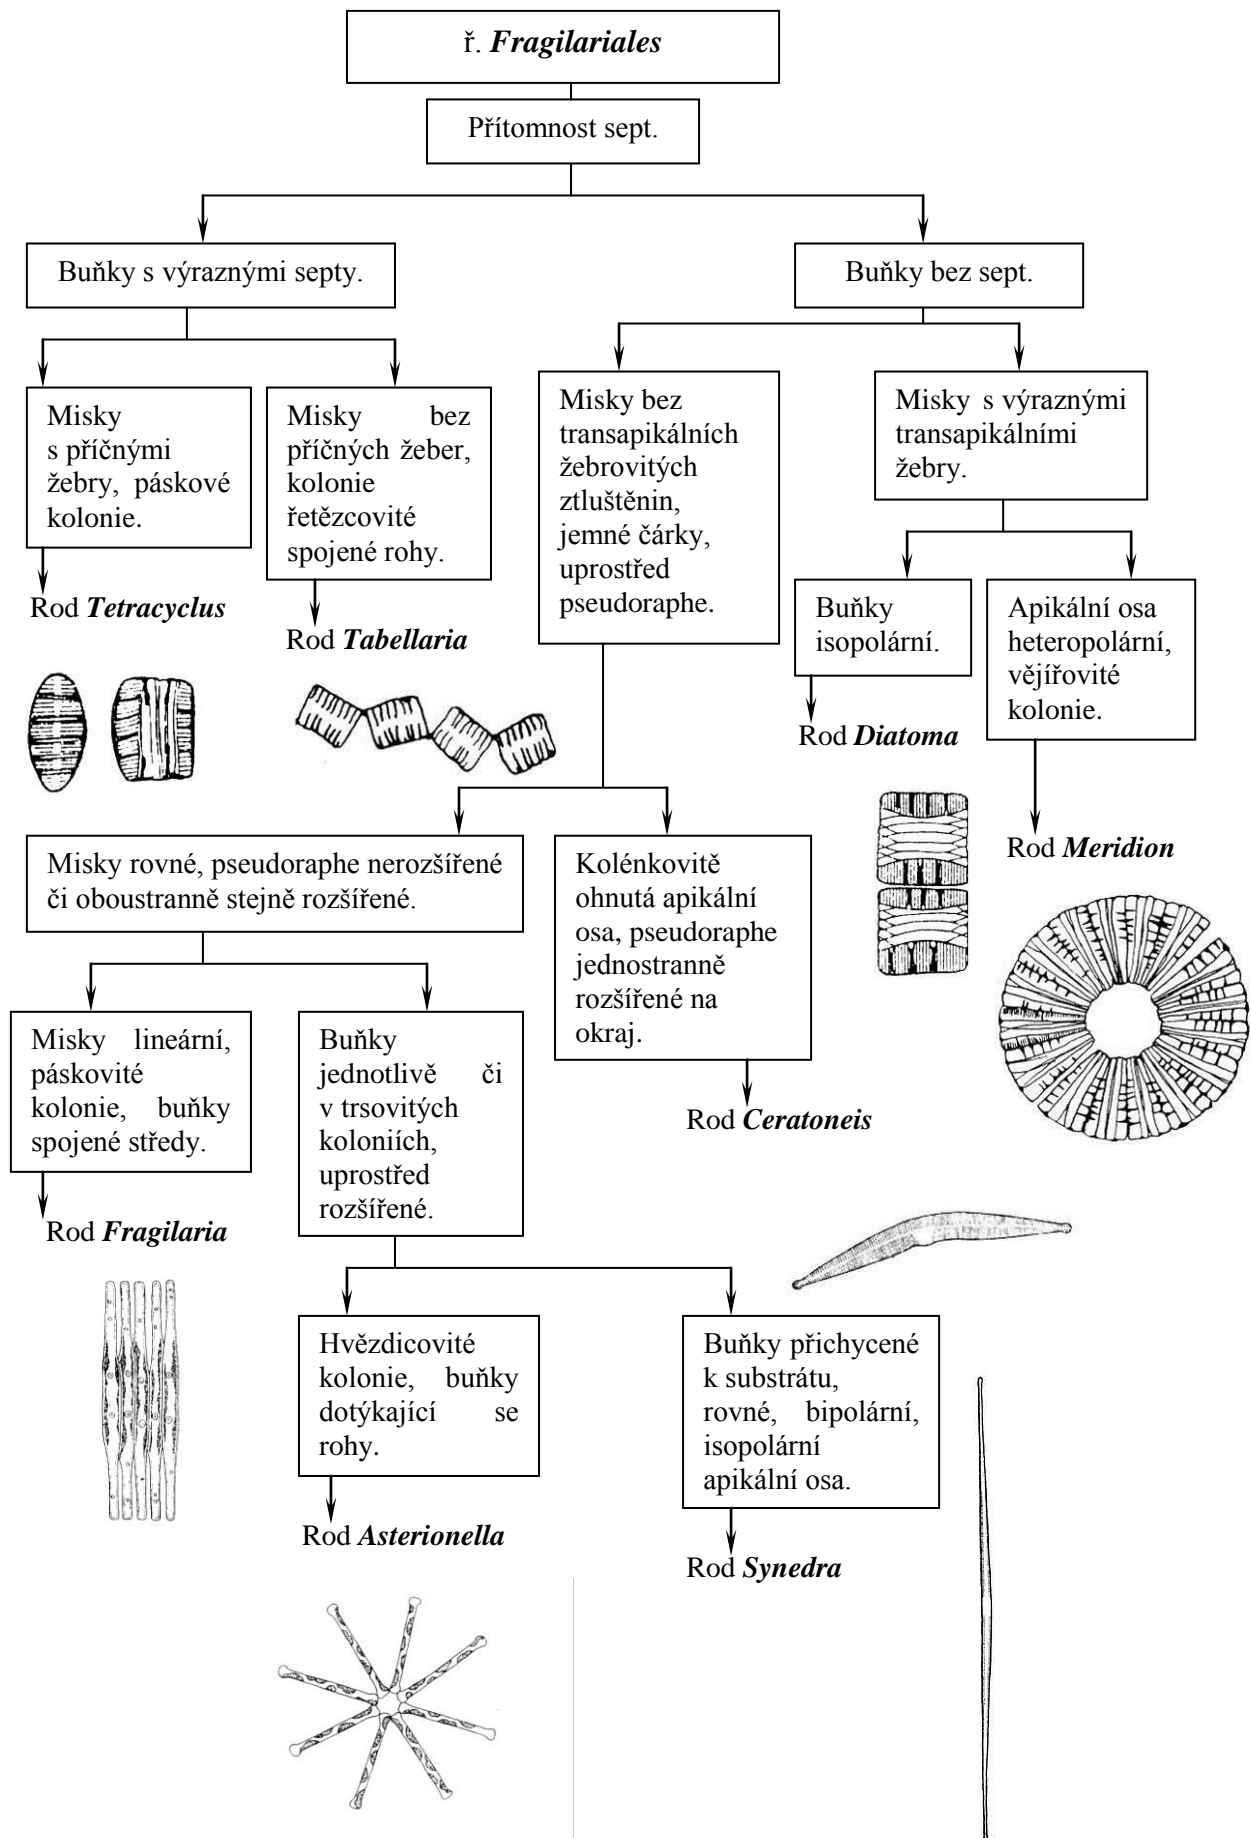 ř. Fragilariales
Přítomnost sept.
Buňky s výraznými septy.
Buňky bez sept.
Misky
s příčnými
žebry, páskové
kolonie.
Misky bez
příčných žeber,
kolonie
řetězcovité
spojené rohy.
Misky bez
transapikálních
žebrovitých
ztluštěnin,
jemné čárky,
uprostřed
pseudoraphe.
Misky s výraznými
transapikálními
žebry.
Rod Tetracyclus
Rod Tabellaria
Buňky
isopolární.
Apikální osa
heteropolární,
vějířovité
kolonie.
Rod Diatoma
Rod Meridion
Misky rovné, pseudoraphe nerozšířené
či oboustranně stejně rozšířené.
Kolénkovitě
ohnutá apikální
osa, pseudoraphe
jednostranně
rozšířené na
okraj.
Misky lineární,
páskovité
kolonie, buňky
spojené středy.
Buňky
jednotlivě či
v trsovitých
koloniích,
uprostřed
rozšířené.
Rod Ceratoneis
Rod Fragilaria
Hvězdicovité
kolonie, buňky
dotýkající se
rohy.
Buňky přichycené
k substrátu,
rovné, bipolární,
isopolární
apikální osa.
Rod Asterionella
Rod Synedra